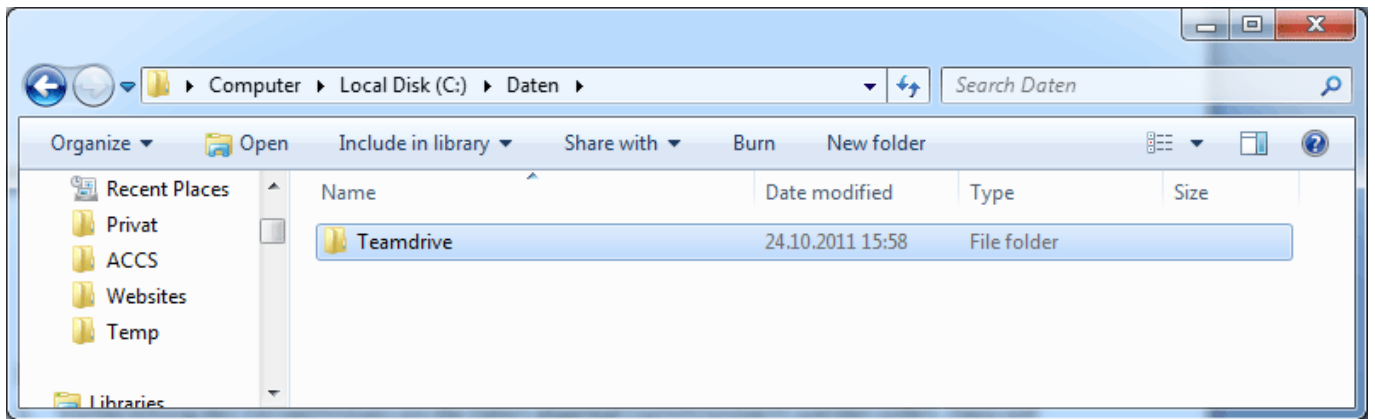 Computer Local Disk (C:) Daten Search Daten
Organize Open Include in library Share with Burn New folder
Recent Places
Privat
ACCS
Websites
Temp
Libraries
Name Date modified Type Size
Teamdrive 24.10.2011 15:58 File folder